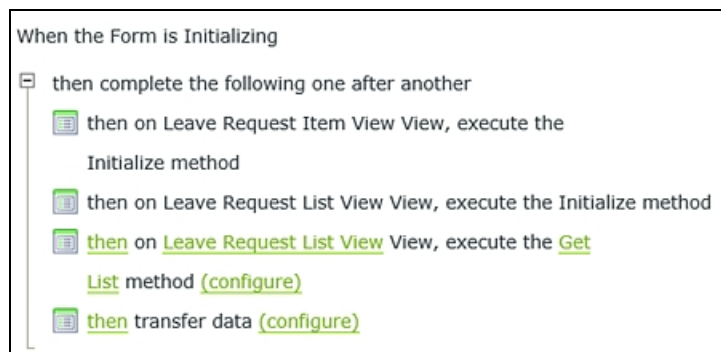 When the Form is Initializing
then complete the following one after another
then on Leave Request Item View View, execute the
Initialize method
then on Leave Request List View View, execute the Initialize method
then on Leave Request List View View, execute the Get
List method (configure)
then transfer data (configure)